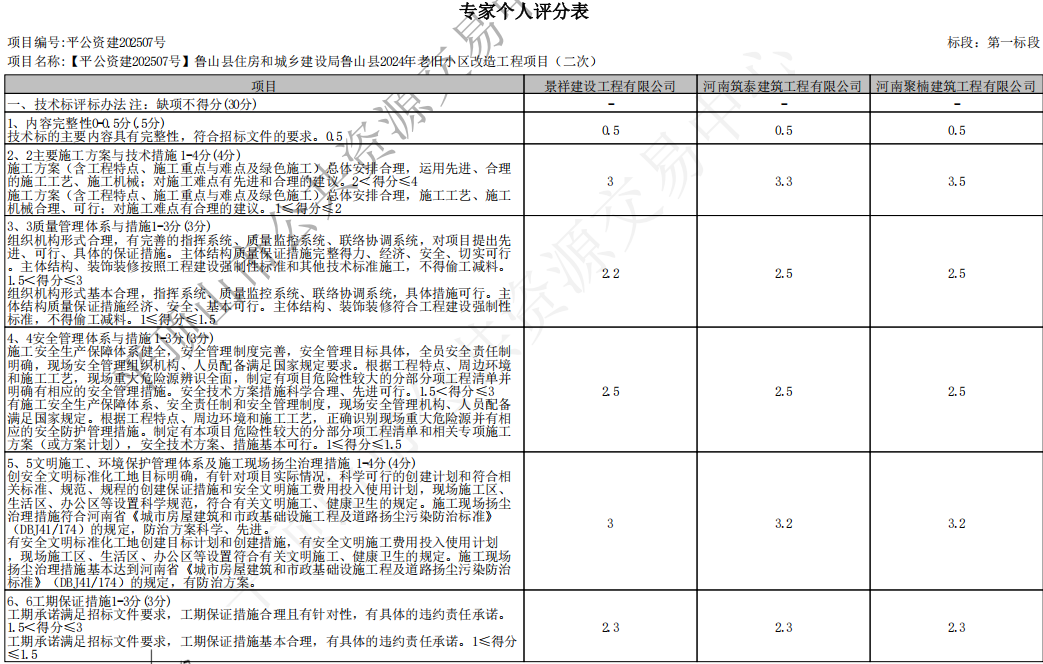 专家个人评分表
项目编号:平公资建202507号
标段: 第一标段
项目名称:【平公资建202507号】鲁山县住房和城乡建设局鲁山县2024年老旧小区改造工程项目(二次)
项目 景祥建设工程有限公司 河南筑泰建筑工程有限公司 河南聚楠建筑工程有限公司
一、技术标评标办法 注: 缺项不得分(30分) - - -
1、内容完整性0-0.5分(.5分)
技术标的主要内容具有完整性，符合招标文件的要求。0.5
0.5 0.5 0.5
2、2主要施工方案与技术措施 1-4分(4分)
施工方案（含工程特点、施工重点与难点及绿色施工）总体安排合理，运用先进、合理
的施工工艺、施工机械；对施工难点有先进和合理的建议。2＜得分≤4
施工方案（含工程特点、施工重点与难点及绿色施工）总体安排合理，施工工艺、施工
机械合理、可行；对施工难点有合理的建议。1≤得分≤2
3 3.3 3.5
3、3质量管理体系与措施1-3分(3分)
组织机构形式合理，有完善的指挥系统、质量监控系统、联络协调系统，对项目提出先
进、可行、具体的保证措施。主体结构质量保证措施完整得力、经济、安全、切实可行
。主体结构、装饰装修按照工程建设强制性标准和其他技术标准施工，不得偷工减料。
1.5＜得分≤3
组织机构形式基本合理，指挥系统、质量监控系统、联络协调系统，具体措施可行。主
体结构质量保证措施经济、安全、基本可行。主体结构、装饰装修符合工程建设强制性
标准，不得偷工减料。1≤得分≤1.5
2.2 2.5 2.5
4、4安全管理体系与措施 1-3分(3分)
施工安全生产保障体系健全，安全管理制度完善，安全管理目标具体，全员安全责任制
明确，现场安全管理组织机构、人员配备满足国家规定要求。根据工程特点、周边环境
和施工工艺，现场重大危险源辨识全面，制定有项目危险性较大的分部分项工程清单并
明确有相应的安全管理措施。安全技术方案措施科学合理、先进可行。1.5＜得分≤3
有施工安全生产保障体系、安全责任制和安全管理制度，现场安全管理机构、人员配备
满足国家规定。根据工程特点、周边环境和施工工艺，正确识别现场重大危险源并有相
应的安全防护管理措施。制定有本项目危险性较大的分部分项工程清单和相关专项施工
方案（或方案计划），安全技术方案、措施基本可行。1≤得分≤1.5
2.5 2.5 2.5
5、5文明施工、环境保护管理体系及施工现场扬尘治理措施 1-4分(4分)
创安全文明标准化工地目标明确，有针对项目实际情况，科学可行的创建计划和符合相
关标准、规范、规程的创建保证措施和安全文明施工费用投入使用计划，现场施工区、
生活区、办公区等设置科学规范，符合有关文明施工、健康卫生的规定。施工现场扬尘
治理措施符合河南省《城市房屋建筑和市政基础设施工程及道路扬尘污染防治标准》
（DBJ41/174）的规定，防治方案科学、先进。
有安全文明标准化工地创建目标计划和创建措施，有安全文明施工费用投入使用计划
，现场施工区、生活区、办公区等设置符合有关文明施工、健康卫生的规定。施工现场
扬尘治理措施基本达到河南省《城市房屋建筑和市政基础设施工程及道路扬尘污染防治
标准》（DBJ41/174）的规定，有防治方案。
3 3.2 3.2
6、6工期保证措施1-3分(3分)
工期承诺满足招标文件要求，工期保证措施合理且有针对性，有具体的违约责任承诺。
1.5＜得分≤3
工期承诺满足招标文件要求，工期保证措施基本合理，有具体的违约责任承诺。1≤得分
≤1.5
2.3 2.3 2.3